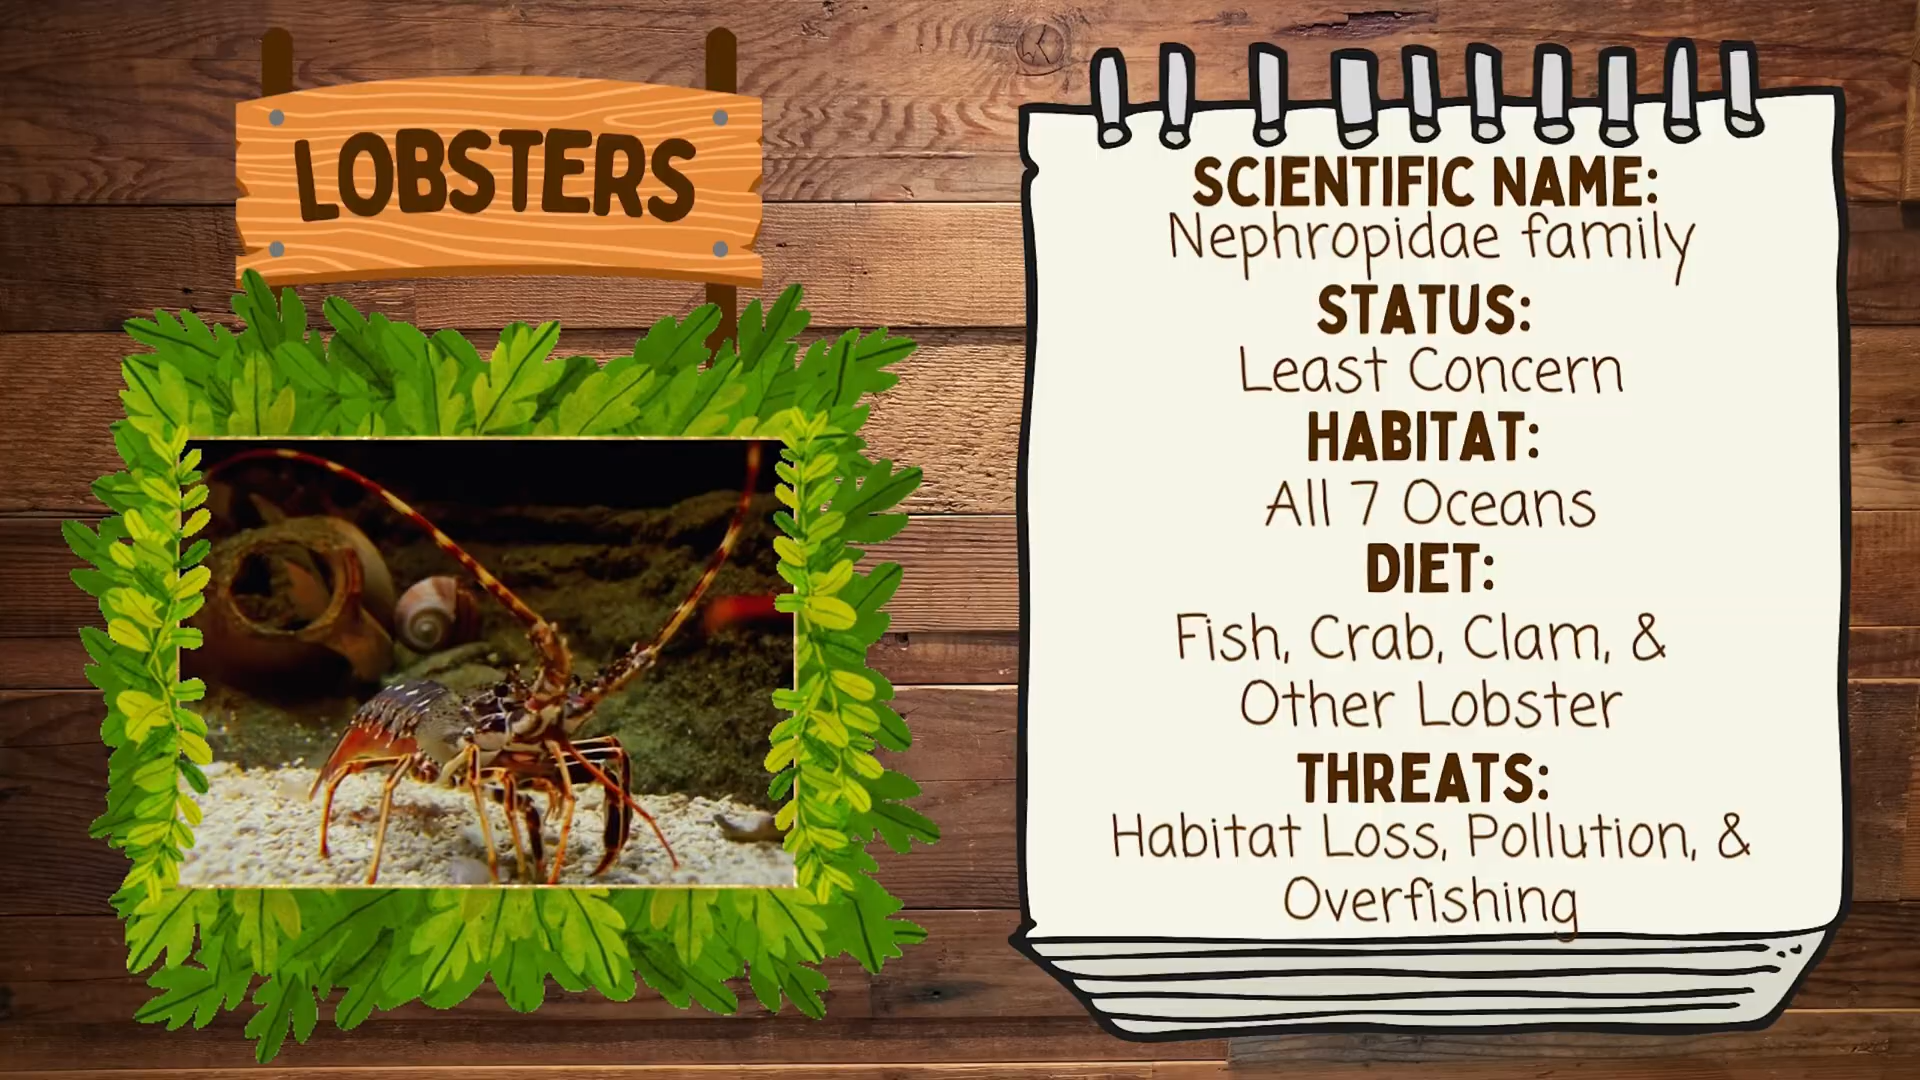 LOBSTERS
SCIENTIFIC NAME:
Nephropidae family
STATUS:
Least Concern
HABITAT:
All 7 Oceans
DIET:
Fish, Crab, Clam, &
Other Lobster
THREATS:
Habitat Loss, Pollution, &
Overfishing